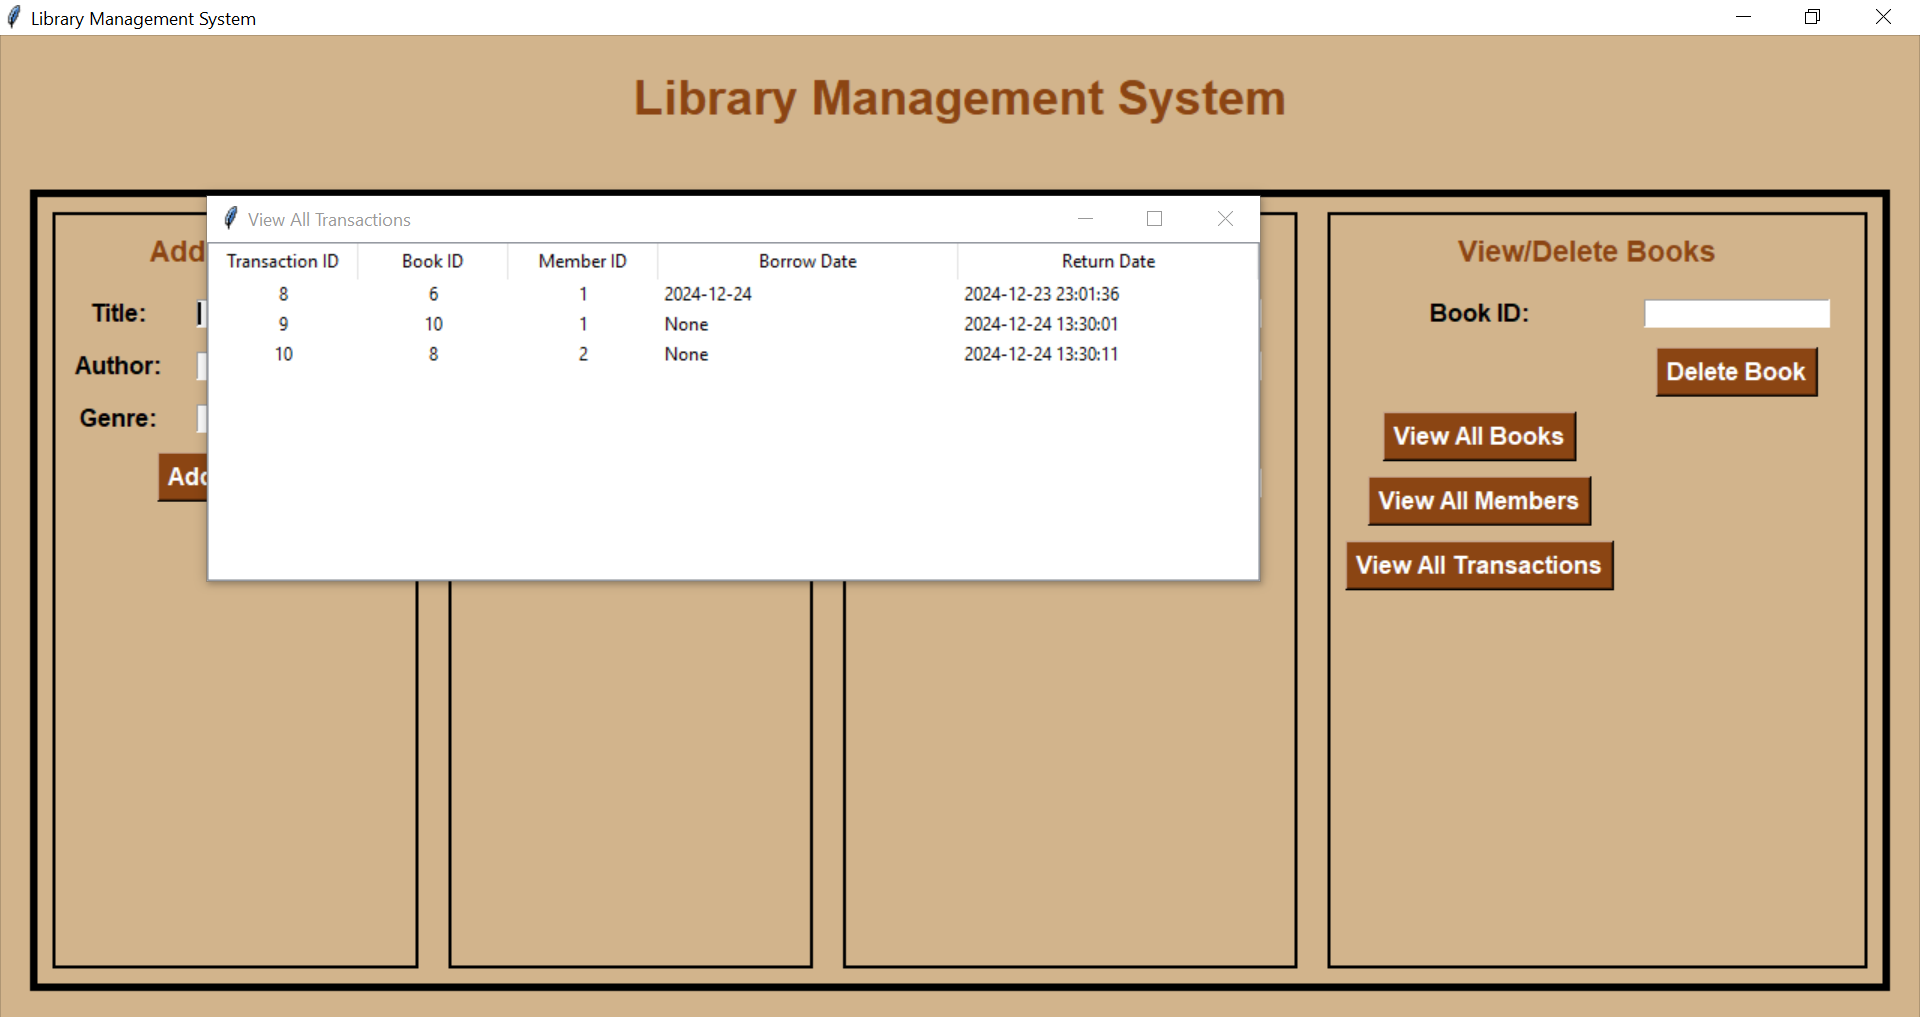 Library Management System
Library Management System
View All Transactions
Transaction ID Book ID Member ID Borrow Date Return Date
8 6 1 2024-12-24 2024-12-23 23:01:36
9 10 1 None 2024-12-24 13:30:01
10 8 2 None 2024-12-24 13:30:11
Add
Title:
Author:
Genre:
Add
View/Delete Books
Book ID:
Delete Book
View All Books
View All Members
View All Transactions